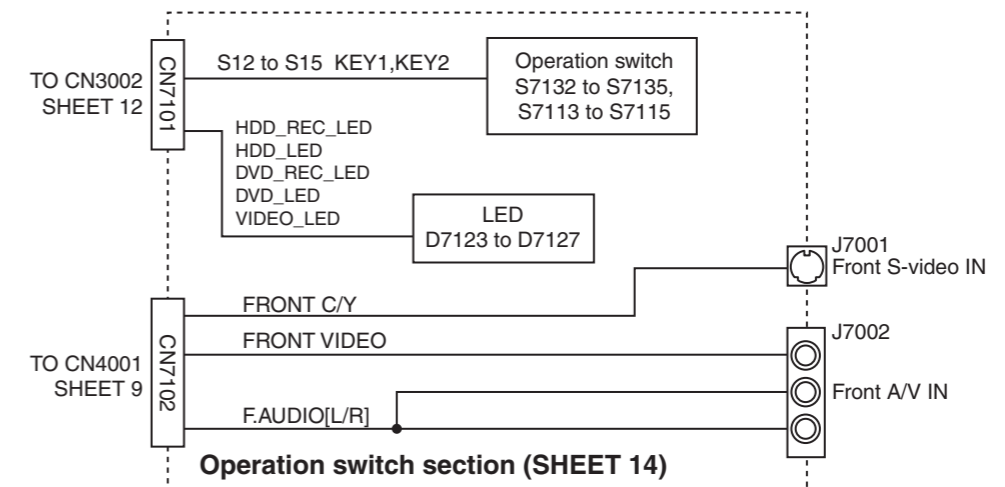 TO CN3002
SHEET 12
CN7101
S12 to S15 KEY1,KEY2
Operation switch
S7132 to S7135,
S7113 to S7115
HDD_REC_LED
HDD_LED
DVD_REC_LED
DVD_LED
VIDEO_LED
LED
D7123 to D7127
J7001
Front S-video IN
TO CN4001
SHEET 9
CN7102
FRONT C/Y
FRONT VIDEO
F.AUDIO[L/R]
J7002
Front A/V IN
Operation switch section (SHEET 14)